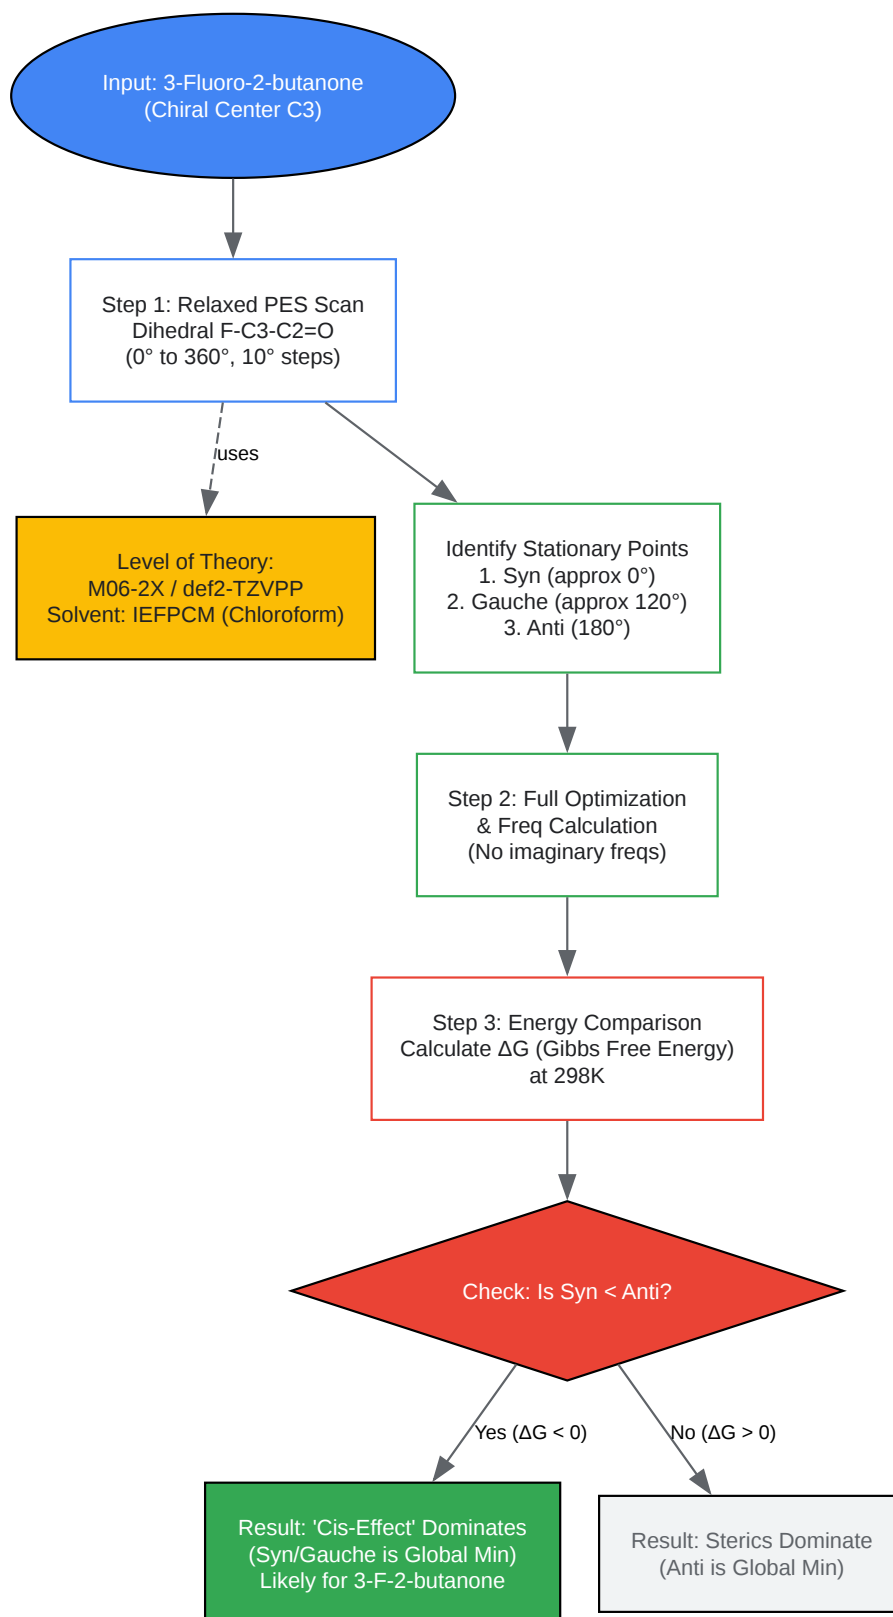 Input: 3-Fluoro-2-butanone
(Chiral Center C3)
Step 1: Relaxed PES Scan
Dihedral F-C3-C2=O
(0° to 360°, 10° steps)
uses
Level of Theory:
M06-2X / def2-TZVPP
Solvent: IEFPCM (Chloroform)
Identify Stationary Points
1. Syn (approx 0°)
2. Gauche (approx 120°)
3. Anti (180°)
Step 2: Full Optimization
& Freq Calculation
(No imaginary freqs)
Step 3: Energy Comparison
Calculate ΔG (Gibbs Free Energy)
at 298K
Check: Is Syn < Anti?
Yes (ΔG < 0)
No (ΔG > 0)
Result: 'Cis-Effect' Dominates
(Syn/Gauche is Global Min)
Likely for 3-F-2-butanone
Result: Sterics Dominate
(Anti is Global Min)